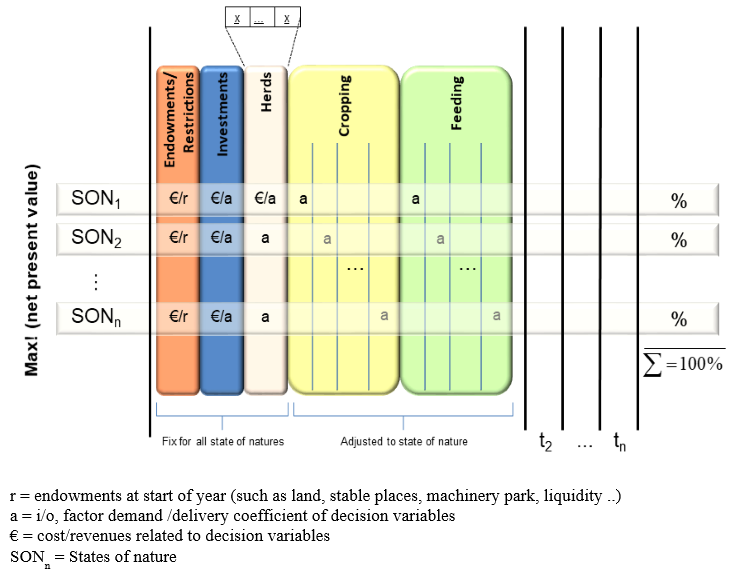 x ... x
Endowments/
Restrictions
Investments
Herds
Cropping
Feeding
Max! (net present value)
SON1 €/r €/a €/a a a %
SON2 €/r €/a a a a %
... ...
⋮
SONn €/r €/a a a a %
∑=100%
Fix for all state of natures
Adjusted to state of nature
t2 ... tn
r = endowments at start of year (such as land, stable places, machinery park, liquidity ..)
a = i/o, factor demand /delivery coefficient of decision variables
€ = cost/revenues related to decision variables
SONn = States of nature